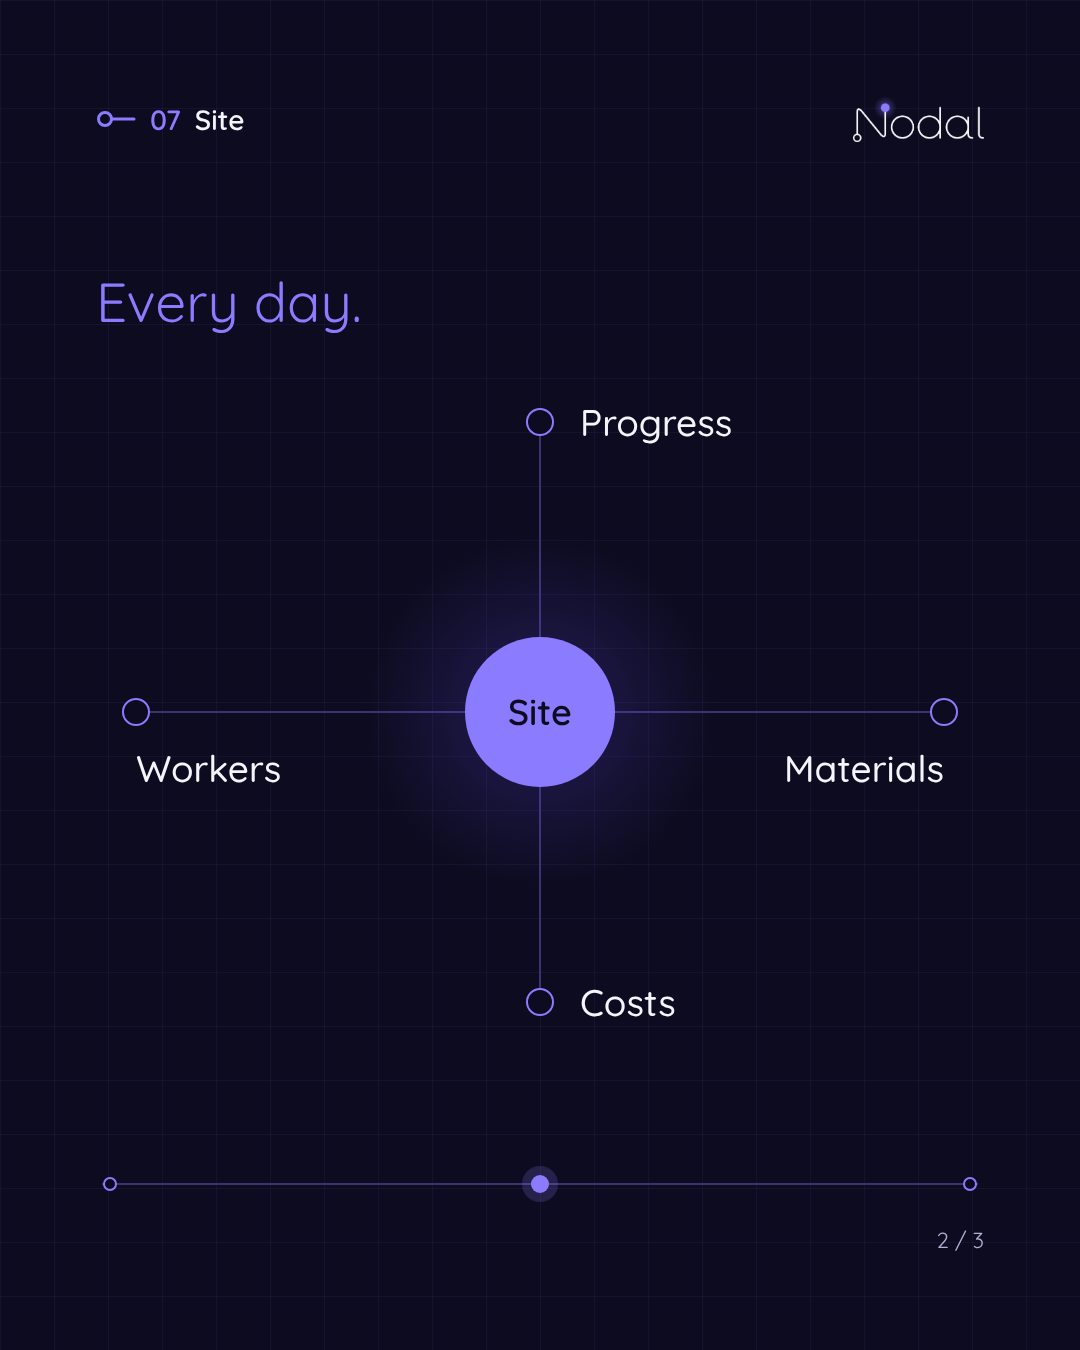 07 Site
Nodal
Every day.
Progress
Site
Workers
Materials
Costs
2 / 3